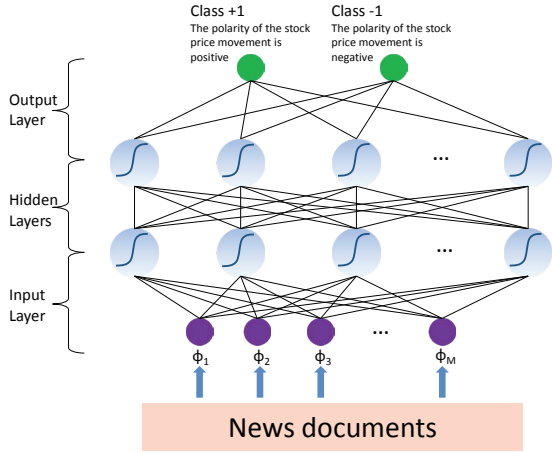 Class +1
The polarity of the stock
price movement is
positive
Class -1
The polarity of the stock
price movement is
negative
Output
Layer
...
Hidden
Layers
...
Input
Layer
...
ϕ1
ϕ2
ϕ3
ϕM
News documents